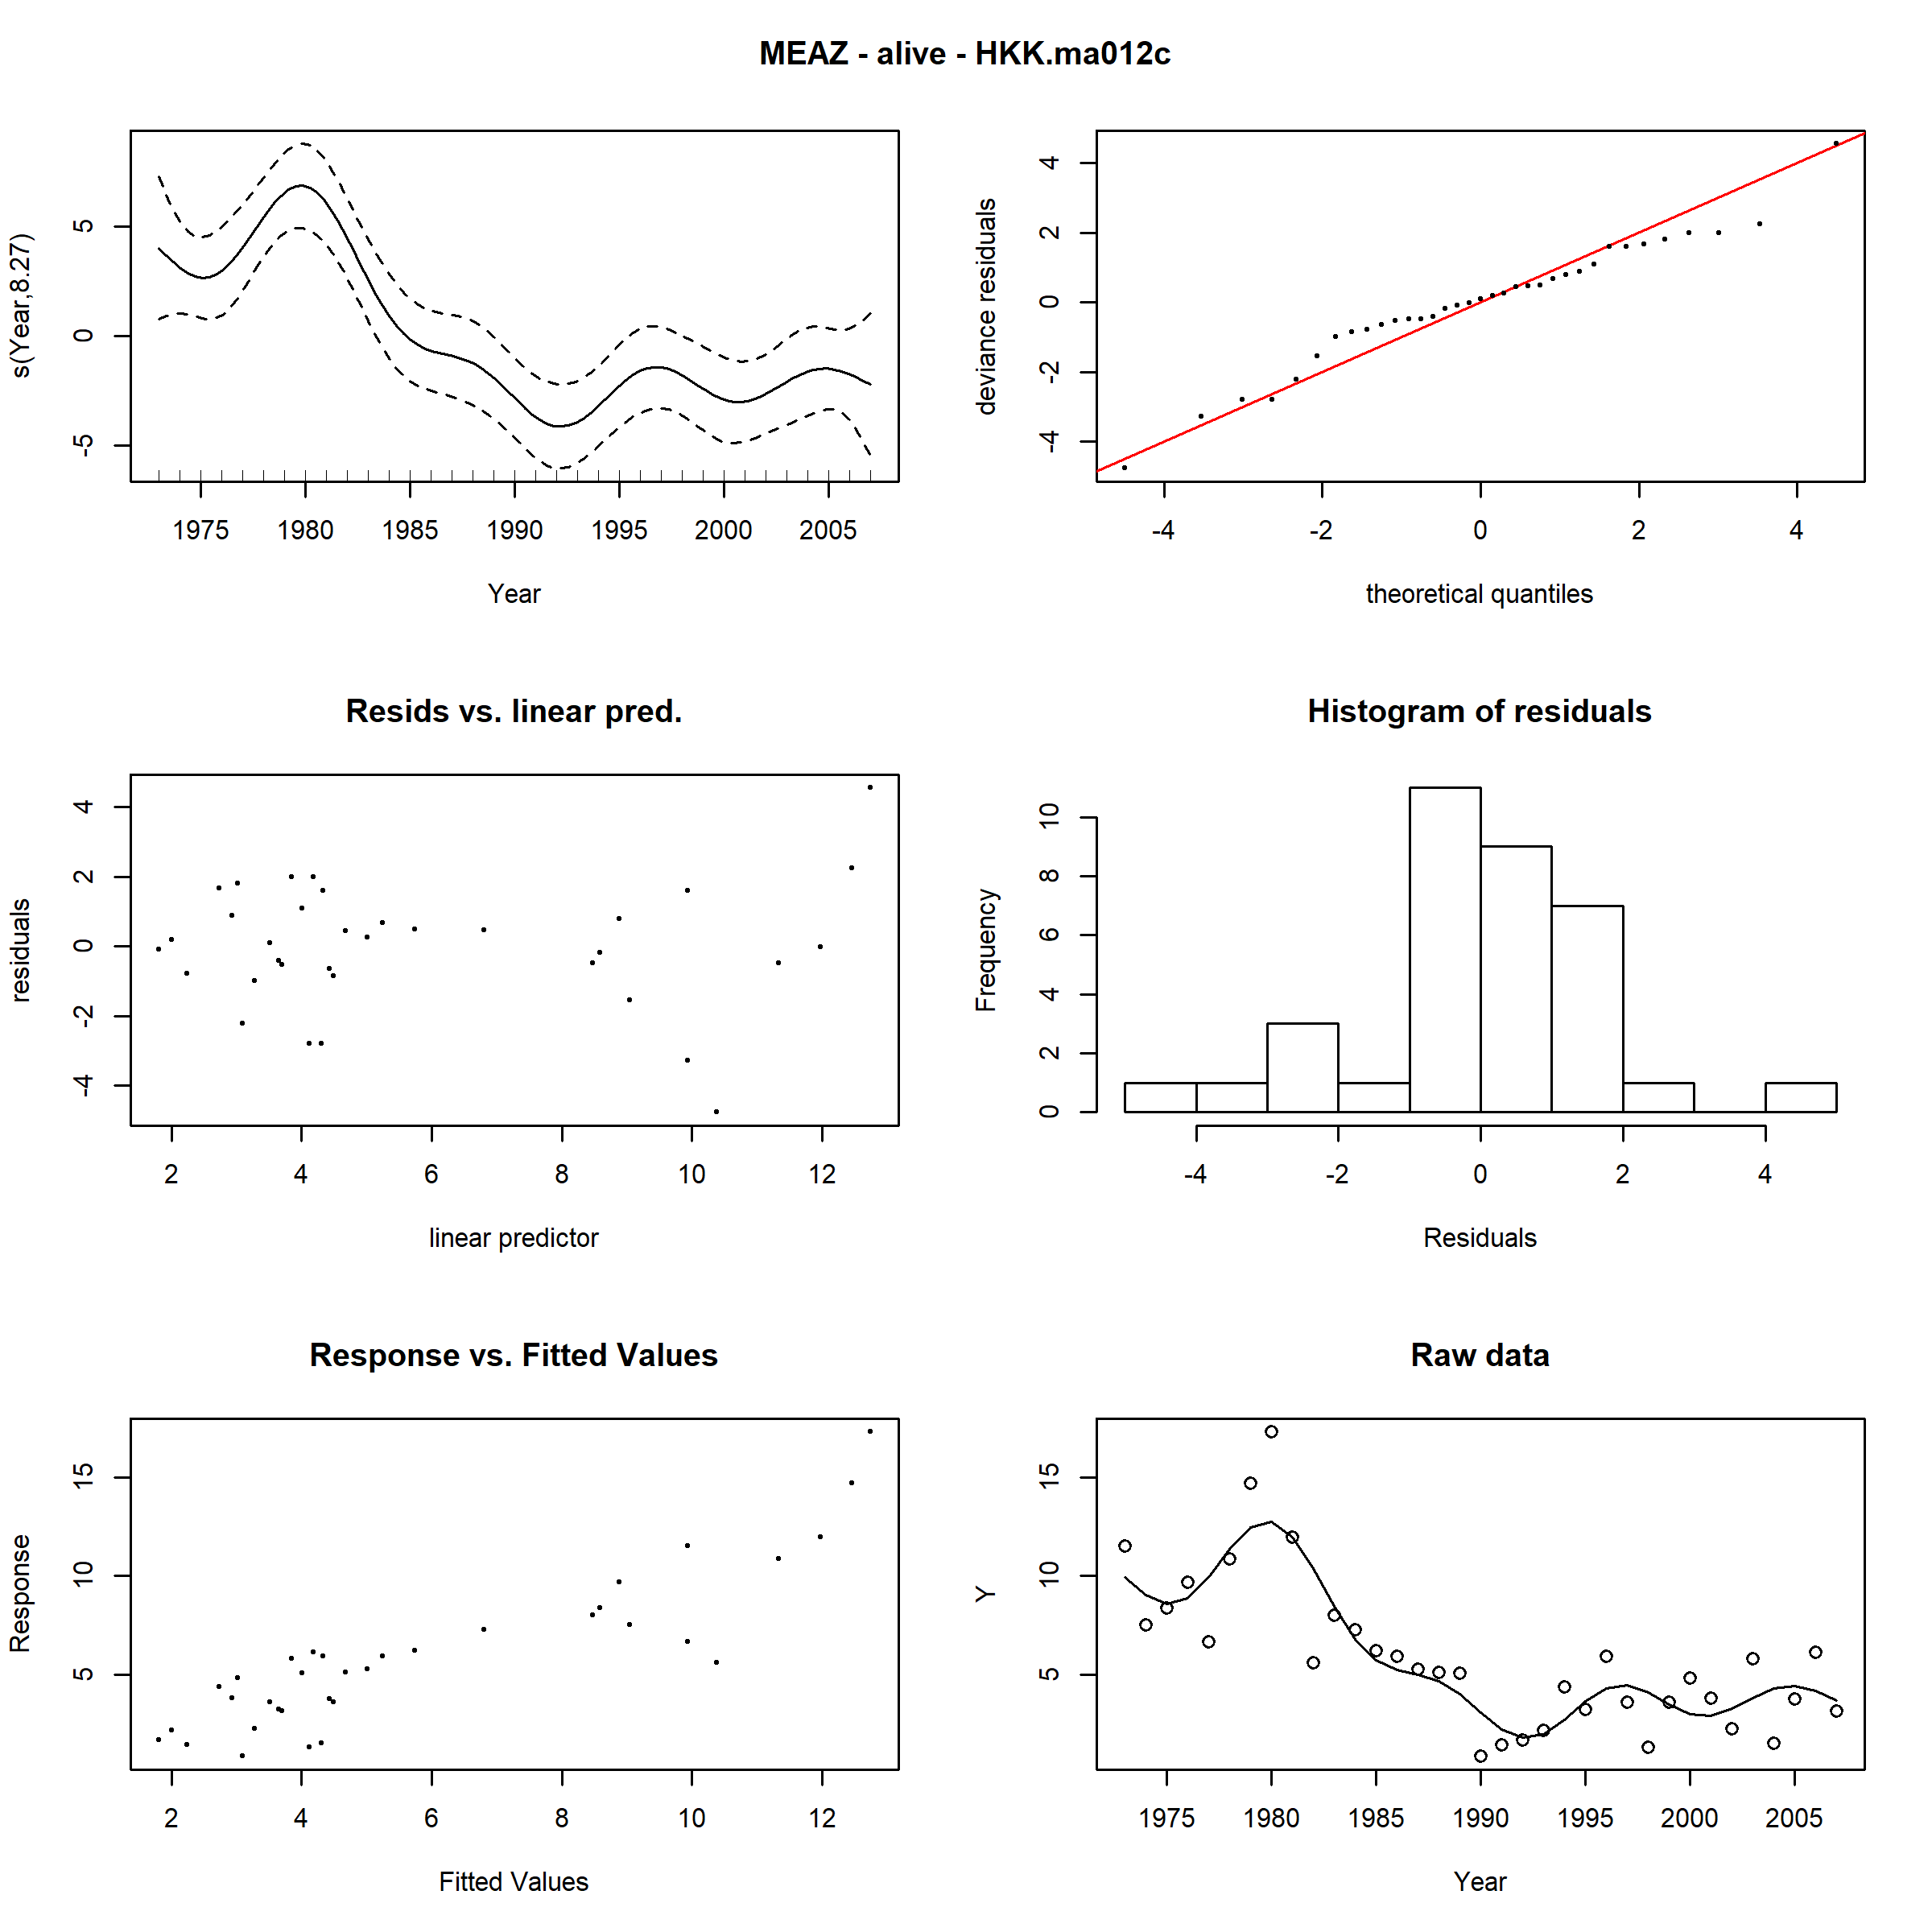 MEAZ - alive - HKK.ma012c
s(Year,8.27)
5
0
-5
1975 1980 1985 1990 1995 2000 2005
Year
deviance residuals
4
2
0
-2
-4
-4 -2 0 2 4
theoretical quantiles
Resids vs. linear pred.
residuals
4
2
0
-2
-4
2 4 6 8 10 12
linear predictor
Histogram of residuals
Frequency
10
8
6
4
2
0
-4 -2 0 2 4
Residuals
Response vs. Fitted Values
Response
15
10
5
2 4 6 8 10 12
Fitted Values
Raw data
Y
15
10
5
1975 1980 1985 1990 1995 2000 2005
Year